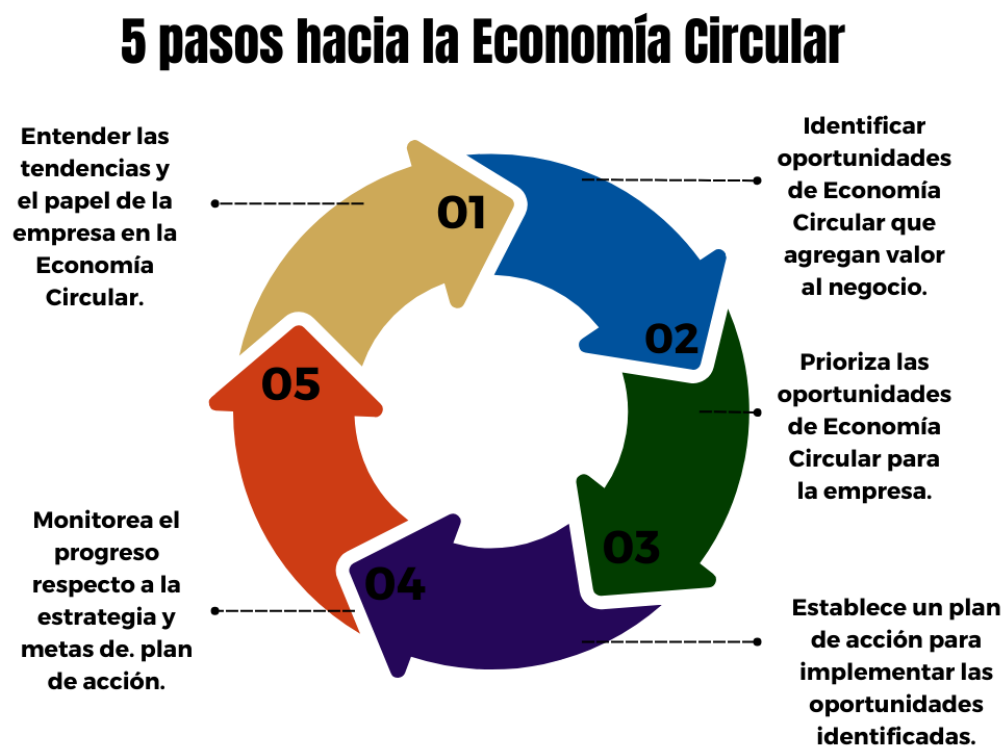 5 pasos hacia la Economía Circular
01
Entender las
tendencias y
el papel de la
empresa en la
Economía
Circular.
02
Identificar
oportunidades
de Economía
Circular que
agregan valor
al negocio.
03
Prioriza las
oportunidades
de Economía
Circular para
la empresa.
04
Establece un plan
de acción para
implementar las
oportunidades
identificadas.
05
Monitorea el
progreso
respecto a la
estrategia y
metas de. plan
de acción.